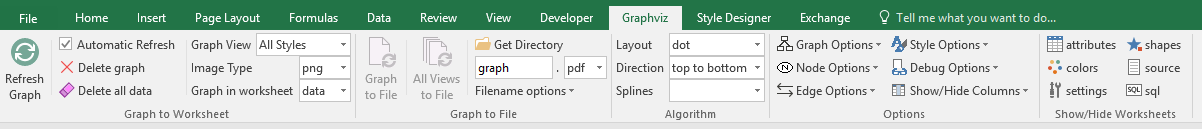 File Home Insert Page Layout Formulas Data Review View Developer Graphviz Style Designer Exchange Tell me what you want to do...
Refresh Graph
Automatic Refresh
Delete graph
Delete all data
Graph View All Styles
Image Type png
Graph in worksheet data
Graph to Worksheet
Graph to File
All Views to File
Get Directory
graph . pdf
Filename options
Graph to File
Layout dot
Direction top to bottom
Splines
Algorithm
Graph Options
Node Options
Edge Options
Style Options
Debug Options
Show/Hide Columns
Options
attributes
colors
settings
shapes
source
sql
Show/Hide Worksheets